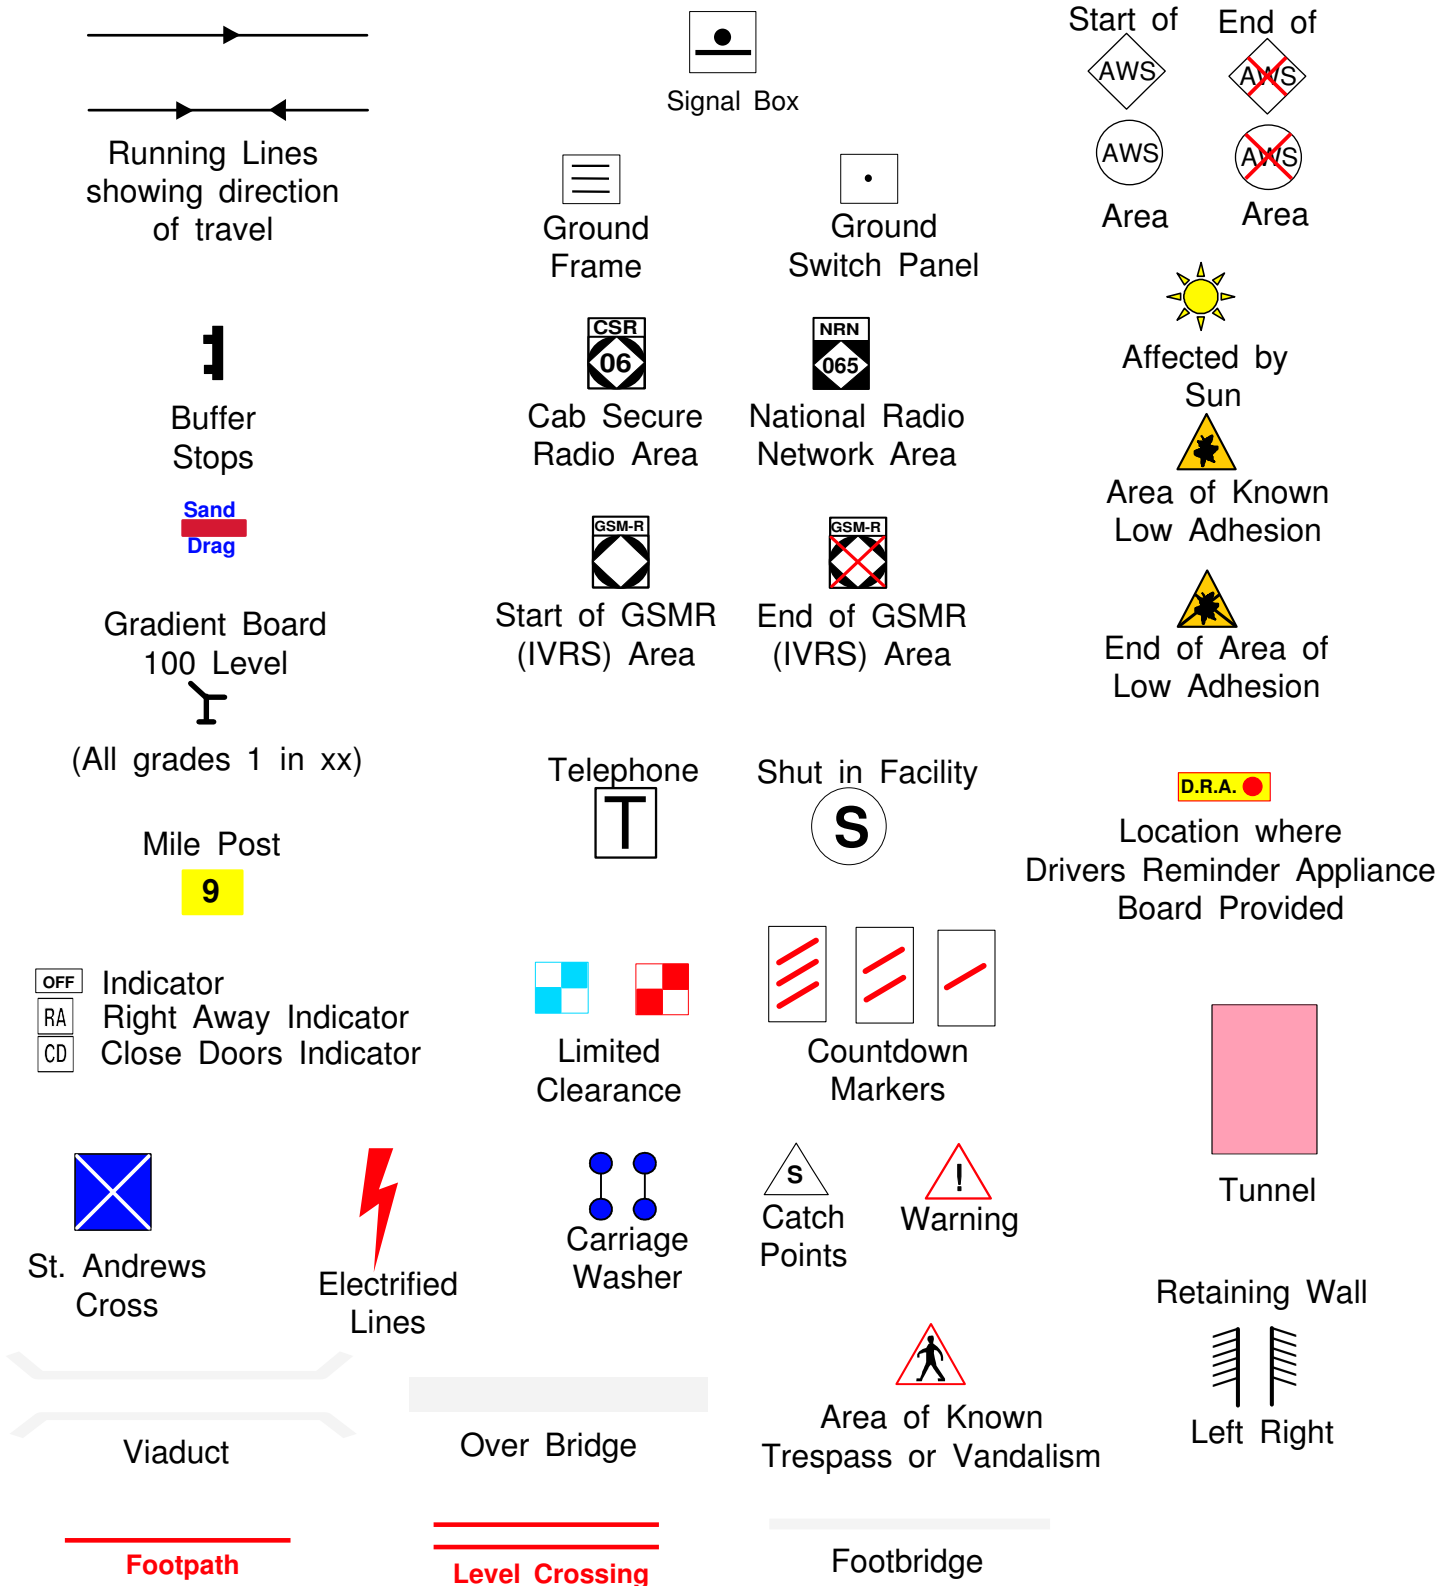 Start of
End of
AWS
AWS
Signal Box
AWS
AWS
Area
Area
Running Lines
showing direction
of travel
Ground
Frame
Ground
Switch Panel
CSR
06
NRN
065
Affected by
Sun
Buffer
Stops
Cab Secure
Radio Area
National Radio
Network Area
Area of Known
Low Adhesion
Sand
Drag
GSM-R
GSM-R
Gradient Board
100 Level
(All grades 1 in xx)
Start of GSMR
(IVRS) Area
End of GSMR
(IVRS) Area
End of Area of
Low Adhesion
Telephone
T
Shut in Facility
S
D.R.A.
Location where
Drivers Reminder Appliance
Board Provided
Mile Post
9
OFF Indicator
RA Right Away Indicator
CD Close Doors Indicator
Limited
Clearance
Countdown
Markers
Tunnel
St. Andrews
Cross
Electrified
Lines
Carriage
Washer
S
Catch
Points
!
Warning
Retaining Wall
Left Right
Viaduct
Over Bridge
Area of Known
Trespass or Vandalism
Footpath
Level Crossing
Footbridge